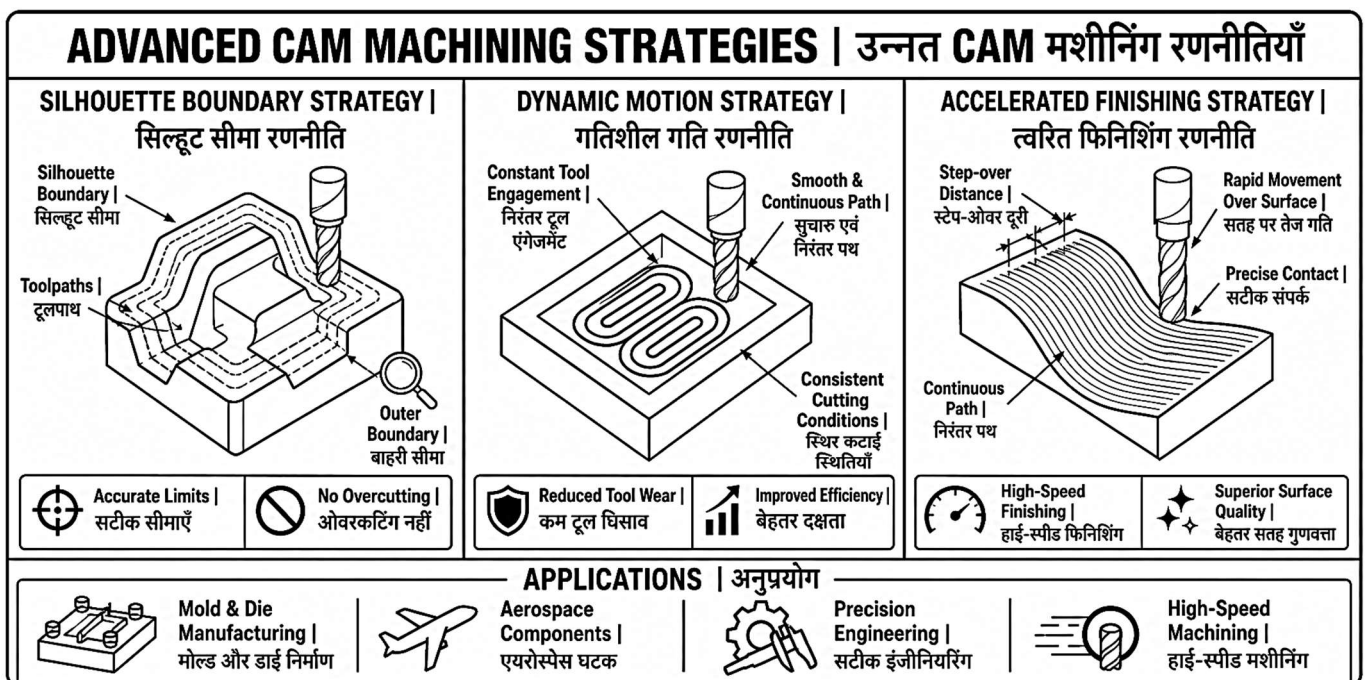 ADVANCED CAM MACHINING STRATEGIES | उन्नत CAM मशीनिंग रणनीतियाँ
SILHOUETTE BOUNDARY STRATEGY |
सिल्हूट सीमा रणनीति
Silhouette
Boundary |
सिल्हूट सीमा
Toolpaths |
टूलपाथ
Outer
Boundary |
बाहरी सीमा
Accurate Limits |
सटीक सीमाएँ
No Overcutting |
ओवरकटिंग नहीं
DYNAMIC MOTION STRATEGY |
गतिशील गति रणनीति
Constant Tool
Engagement |
निरंतर टूल
एंगेजमेंट
Smooth &
Continuous Path |
सुचारु एवं
निरंतर पथ
Consistent
Cutting
Conditions |
स्थिर कटाई
स्थितियाँ
Reduced Tool Wear |
कम टूल घिसाव
Improved Efficiency |
बेहतर दक्षता
ACCELERATED FINISHING STRATEGY |
त्वरित फिनिशिंग रणनीति
Step-over
Distance |
स्टेप-ओवर दूरी
Rapid Movement
Over Surface |
सतह पर तेज गति
Precise Contact |
सटीक संपर्क
Continuous
Path |
निरंतर पथ
High-Speed
Finishing |
हाई-स्पीड फिनिशिंग
Superior Surface
Quality |
बेहतर सतह गुणवत्ता
APPLICATIONS | अनुप्रयोग
Mold & Die
Manufacturing |
मोल्ड और डाई निर्माण
Aerospace
Components |
एयरोस्पेस घटक
Precision
Engineering |
सटीक इंजीनियरिंग
High-Speed
Machining |
हाई-स्पीड मशीनिंग